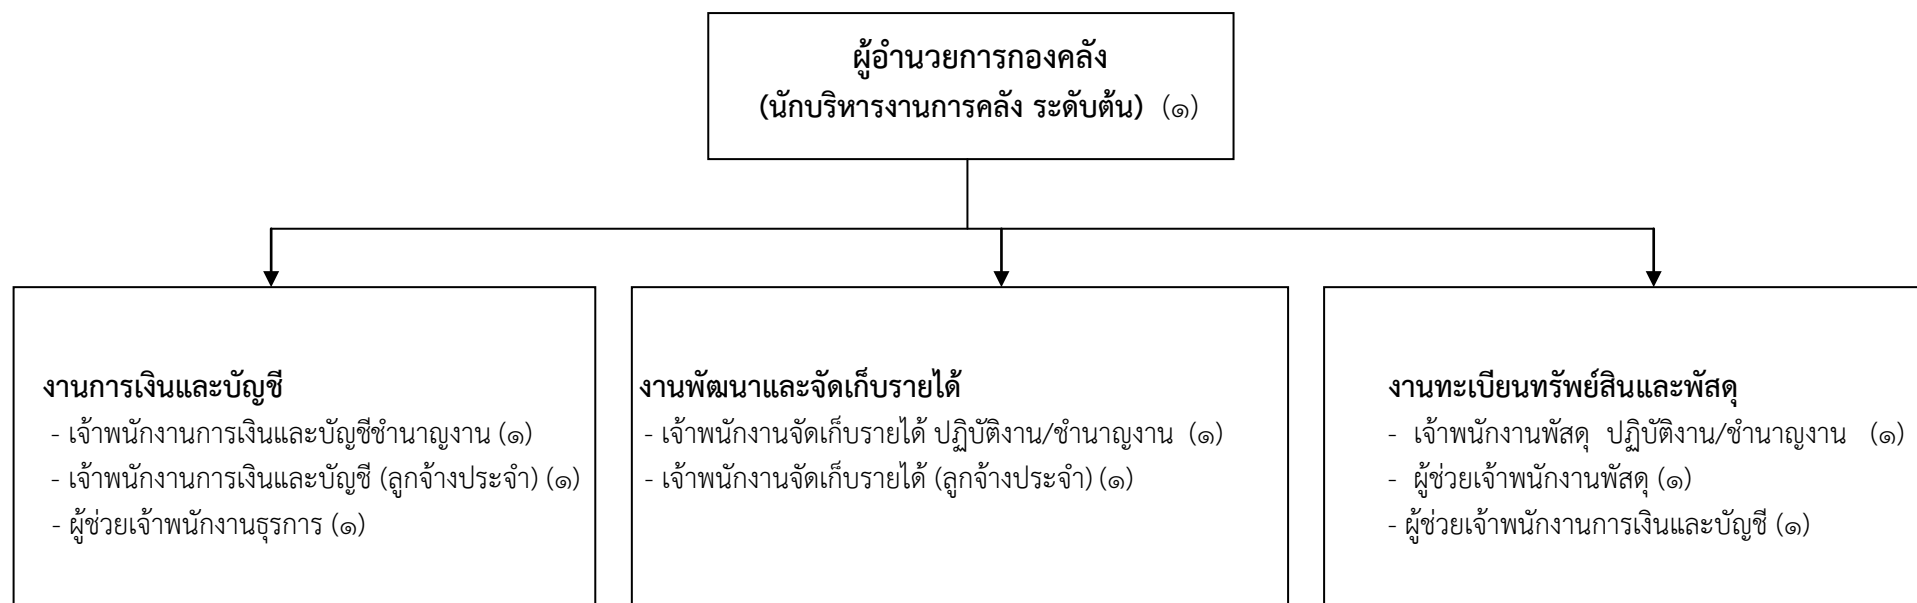 ผู้อำนวยการกองคลัง
(นักบริหารงานการคลัง ระดับต้น) (๑)
งานการเงินและบัญชี
- เจ้าพนักงานการเงินและบัญชีชำนาญงาน (๑)
- เจ้าพนักงานการเงินและบัญชี (ลูกจ้างประจำ) (๑)
- ผู้ช่วยเจ้าพนักงานธุรการ (๑)
งานพัฒนาและจัดเก็บรายได้
- เจ้าพนักงานจัดเก็บรายได้ ปฏิบัติงาน/ชำนาญงาน (๑)
- เจ้าพนักงานจัดเก็บรายได้ (ลูกจ้างประจำ) (๑)
งานทะเบียนทรัพย์สินและพัสดุ
- เจ้าพนักงานพัสดุ ปฏิบัติงาน/ชำนาญงาน (๑)
- ผู้ช่วยเจ้าพนักงานพัสดุ (๑)
- ผู้ช่วยเจ้าพนักงานการเงินและบัญชี (๑)